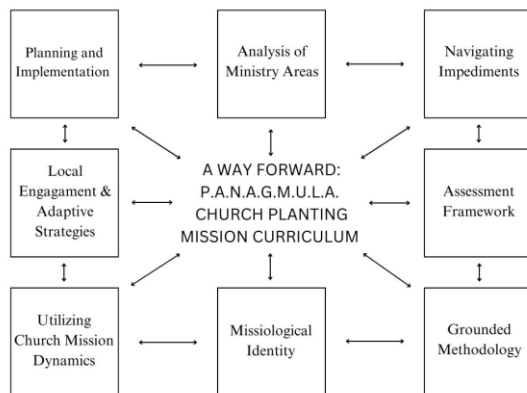 Planning and
Implementation
Analysis of
Ministry Areas
Navigating
Impediments
Local
Engagament &
Adaptive
Strategies
A WAY FORWARD:
P.A.N.A.G.M.U.L.A.
CHURCH PLANTING
MISSION CURRICULUM
Assessment
Framework
Utilizing
Church Mission
Dynamics
Missiological
Identity
Grounded
Methodology